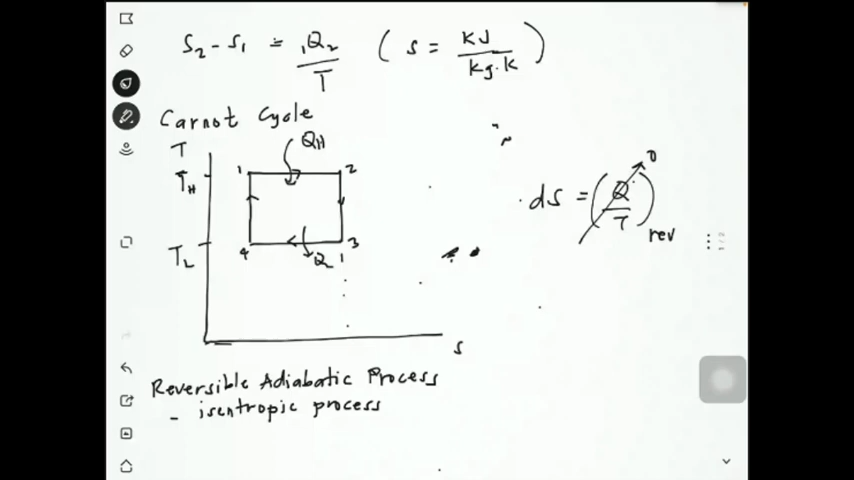 S₂ - S₁ = ₁Q₂ / T ( s = kJ / kg.K )
Carnot Cycle
T
QH
1 2
TH
ds = (Q / T)rev 0
TL
4 3
QL
s
Reversible Adiabatic Process
- isentropic process